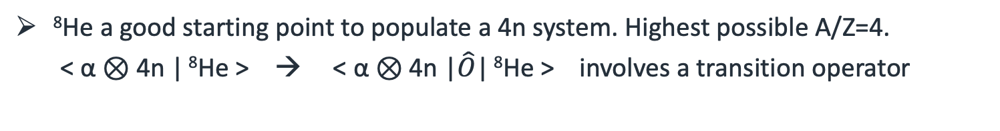 ➢ ⁸He a good starting point to populate a 4n system. Highest possible A/Z=4.
< α ⊗ 4n | ⁸He > → < α ⊗ 4n |Ô| ⁸He > involves a transition operator